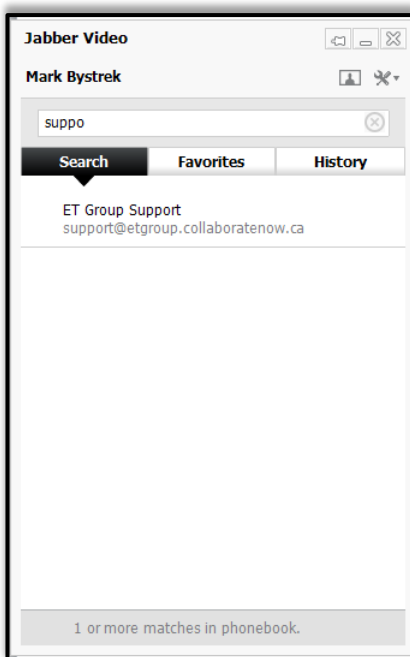 Jabber Video
Mark Bystrek
suppo
Search Favorites History
ET Group Support
support@etgroup.collaboratenow.ca
1 or more matches in phonebook.